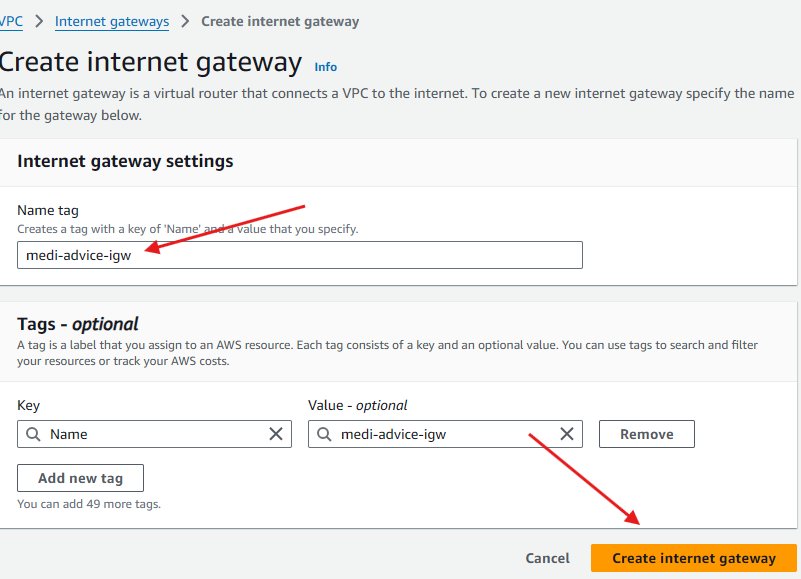 VPC > Internet gateways > Create internet gateway
Create internet gateway Info
An internet gateway is a virtual router that connects a VPC to the internet. To create a new internet gateway specify the name
for the gateway below.
Internet gateway settings
Name tag
Creates a tag with a key of 'Name' and a value that you specify.
medi-advice-igw
Tags - optional
A tag is a label that you assign to an AWS resource. Each tag consists of a key and an optional value. You can use tags to search and filter
your resources or track your AWS costs.
Key Value - optional
Name medi-advice-igw Remove
Add new tag
You can add 49 more tags.
Cancel Create internet gateway